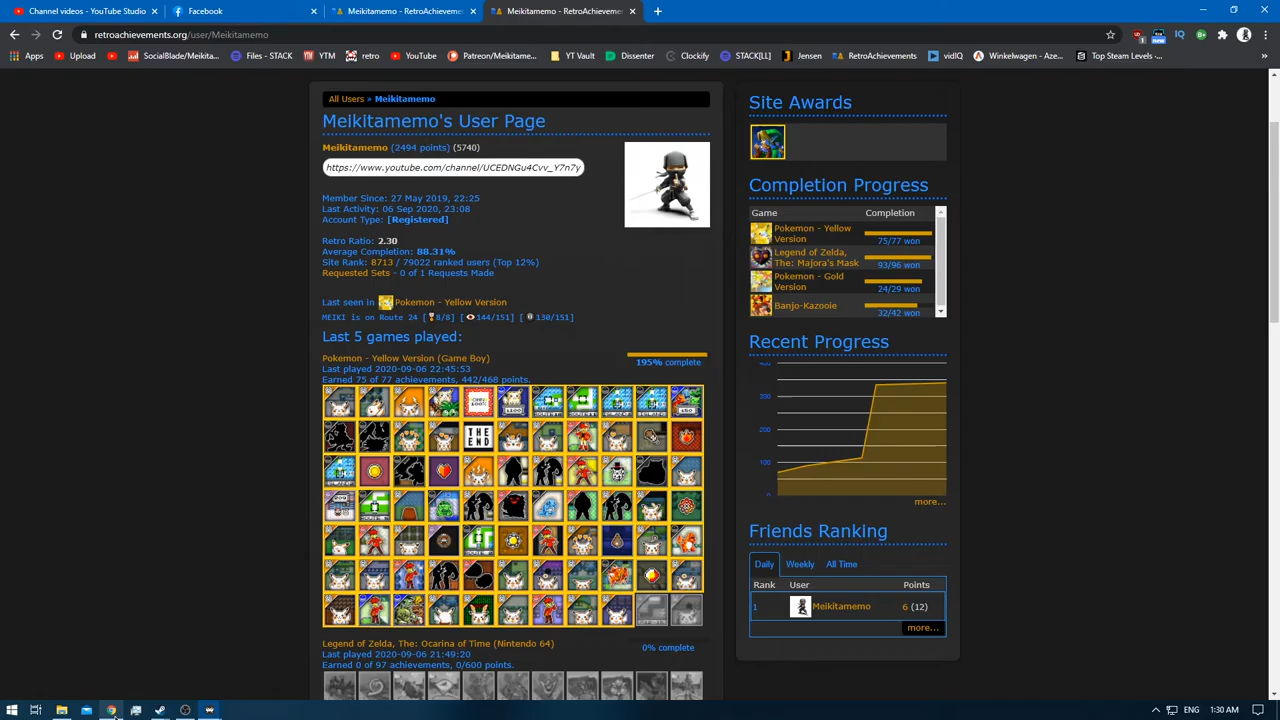 Channel videos - YouTube Studio
Facebook
Meikitamemo - RetroAchievemen
Meikitamemo - RetroAchievemen
retroachievements.org/user/Meikitamemo
Apps
Upload
SocialBlade/Meikita...
Files - STACK
YTM
retro
YouTube
Patreon/Meikitame...
YT Vault
Dissenter
Clockify
STACK[LL]
Jensen
RetroAchievements
vidIQ
Winkelwagen - Aze...
Top Steam Levels -...
All Users » Meikitamemo
Meikitamemo's User Page
Meikitamemo (2494 points) (5740)
https://www.youtube.com/channel/UCEDNGu4Cvv_Y7n7y
Member Since: 27 May 2019, 22:25
Last Activity: 06 Sep 2020, 23:08
Account Type: [Registered]
Retro Ratio: 2.30
Average Completion: 88.31%
Site Rank: 8713 / 79022 ranked users (Top 12%)
Requested Sets - 0 of 1 Requests Made
Last seen in Pokemon - Yellow Version
MEIKI is on Route 24 [8/8] [144/151] [130/151]
Last 5 games played:
Pokemon - Yellow Version (Game Boy)
Last played 2020-09-06 22:45:53
Earned 75 of 77 achievements, 442/468 points.
195% complete
THE
END
Legend of Zelda, The: Ocarina of Time (Nintendo 64)
Last played 2020-09-06 21:49:20
Earned 0 of 97 achievements, 0/600 points.
0% complete
Site Awards
Completion Progress
Game Completion
Pokemon - Yellow
Version
75/77 won
Legend of Zelda,
The: Majora's Mask
93/96 won
Pokemon - Gold
Version
24/29 won
Banjo-Kazooie
32/42 won
Recent Progress
400
300
200
100
0
more...
Friends Ranking
Daily Weekly All Time
Rank User Points
1 Meikitamemo 6 (12)
more...
ENG 1:30 AM